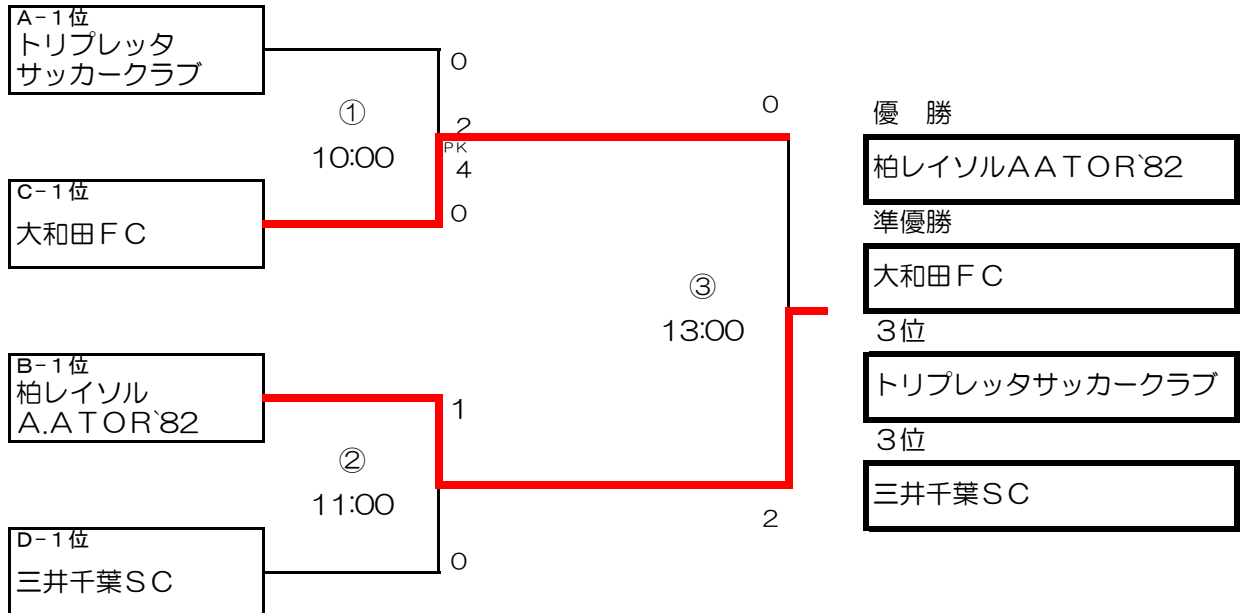 A-1位
トリプレッタ
サッカークラブ
0
①
10:00
2
PK
4
C-1位
大和田FC
0
0
③
13:00
B-1位
柏レイソル
A.ATOR`82
1
②
11:00
2
D-1位
三井千葉SC
0
優　勝
柏レイソルAATOR`82
準優勝
大和田FC
3位
トリプレッタサッカークラブ
3位
三井千葉SC